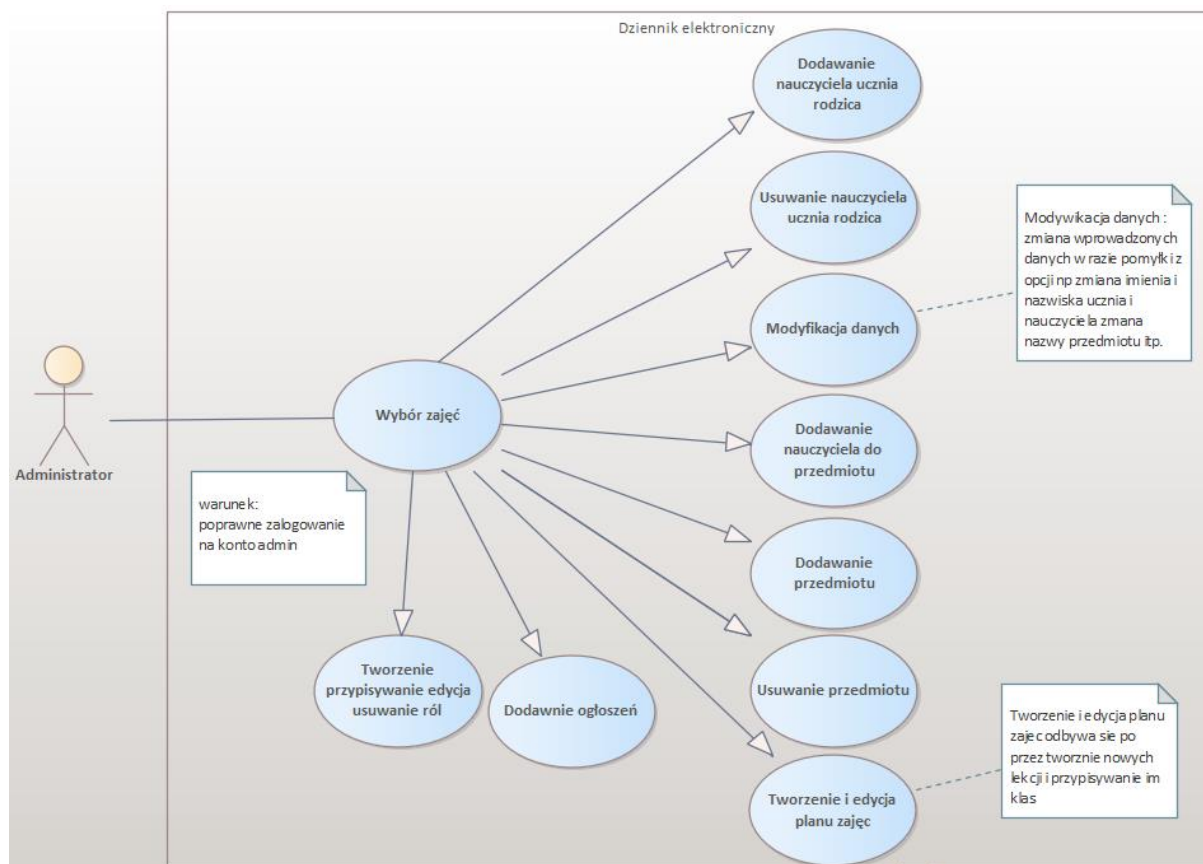 Dziennik elektroniczny
Dodawanie
nauczyciela ucznia
rodzica
Usuwanie nauczyciela
ucznia rodzica
Modywikacja danych :
zmiana wprowadzonych
danych w razie pomyłki z
opcji np zmiana imienia i
nazwiska ucznia i
nauczyciela zmana
nazwy przedmiotu itp.
Modyfikacja danych
Wybór zajęć
Administrator
Dodawanie
nauczyciela do
przedmiotu
warunek:
poprawne zalogowanie
na konto admin
Dodawanie
przedmiotu
Tworzenie
przypisywanie edycja
usuwanie ról
Dodawnie ogłoszeń
Usuwanie przedmiotu
Tworzenie i edycja planu
zajec odbywa sie po
przez tworznie nowych
lekcji i przypisywanie im
klas
Tworzenie i edycja
planu zajęc